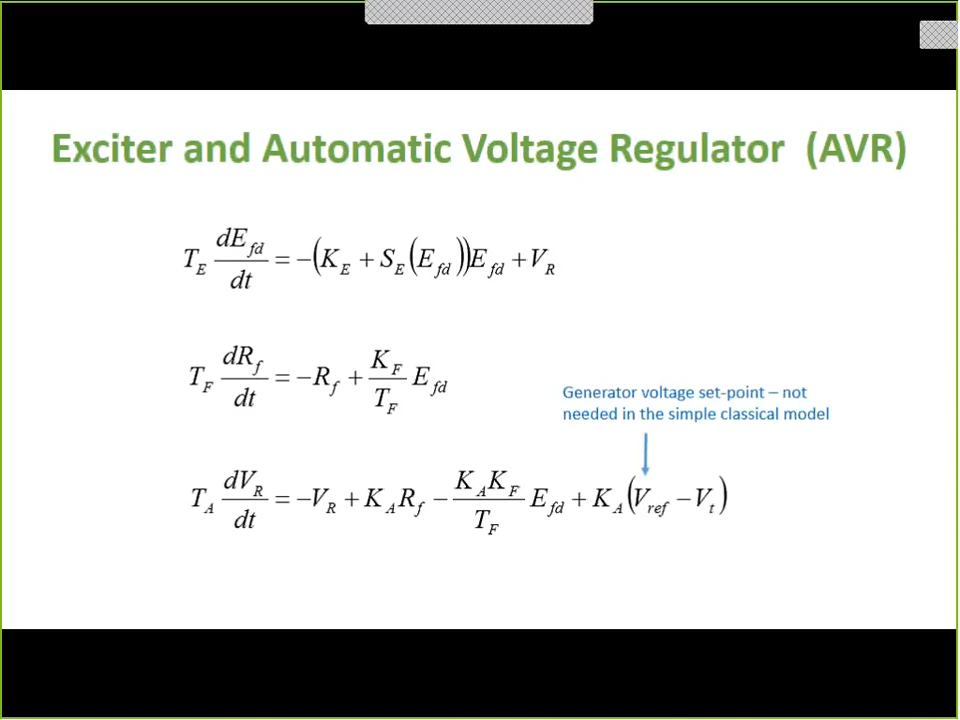 Exciter and Automatic Voltage Regulator (AVR)
T_E dE_fd/dt = −(K_E + S_E(E_fd))E_fd + V_R
T_F dR_f/dt = −R_f + K_F/T_F E_fd
Generator voltage set-point – not
needed in the simple classical model
T_A dV_R/dt = −V_R + K_A R_f − K_A K_F/T_F E_fd + K_A(V_ref − V_t)